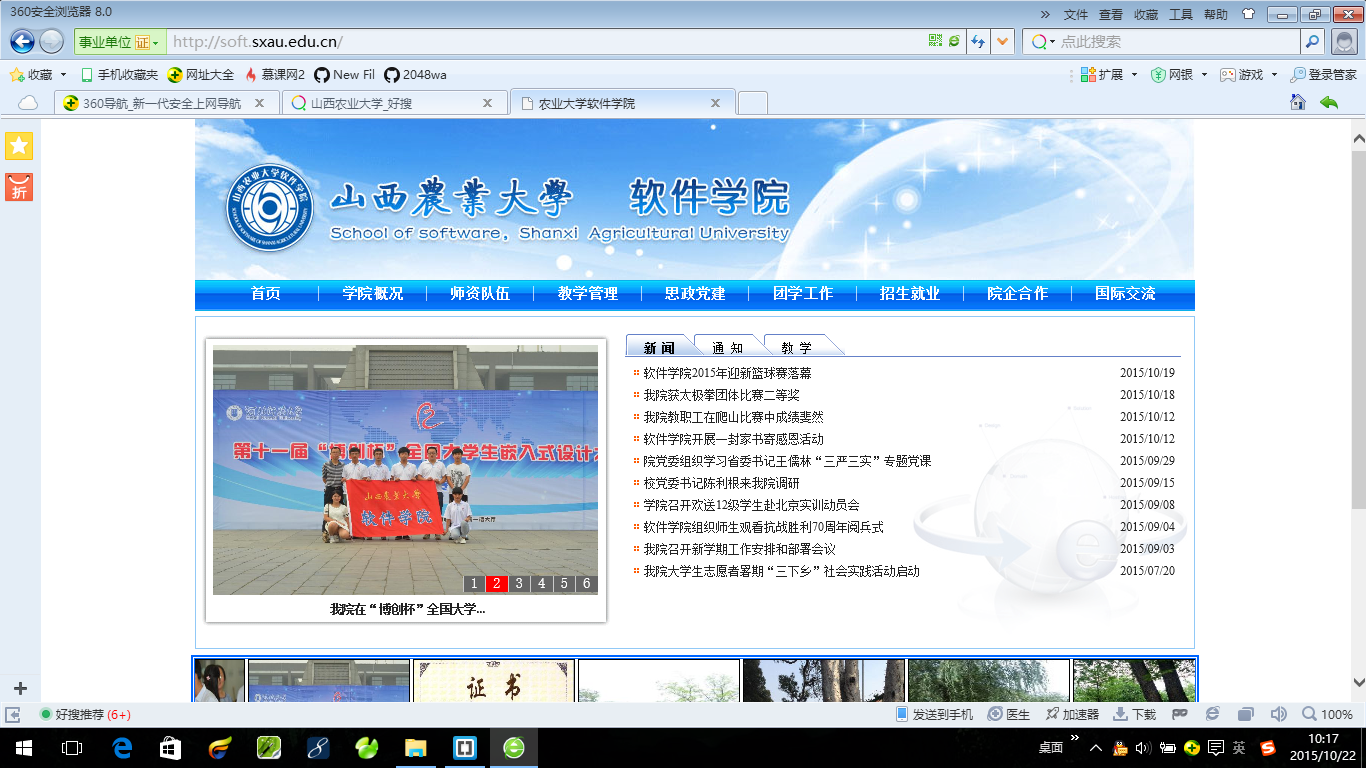 360安全浏览器 8.0
» 文件 查看 收藏 工具 帮助
事业单位 证 http://soft.sxau.edu.cn/ 点此搜索
收藏 手机收藏夹 网址大全 慕课网2 New Fil 2048wa 扩展 网银 游戏 登录管家
360导航_新一代安全上网导航 山西农业大学_好搜 农业大学软件学院
折
山西農業大學 软件学院
School of software, Shanxi Agricultural University
首页 学院概况 师资队伍 教学管理 思政党建 团学工作 招生就业 院企合作 国际交流
新 闻 通 知 教 学
软件学院2015年迎新篮球赛落幕 2015/10/19
我院获太极拳团体比赛二等奖 2015/10/18
我院教职工在爬山比赛中成绩斐然 2015/10/12
软件学院开展一封家书寄感恩活动 2015/10/12
院党委组织学习省委书记王儒林“三严三实”专题党课 2015/09/29
校党委书记陈利根来我院调研 2015/09/15
学院召开欢送12级学生赴北京实训动员会 2015/09/08
软件学院组织师生观看抗战胜利70周年阅兵式 2015/09/04
我院召开新学期工作安排和部署会议 2015/09/03
我院大学生志愿者署期“三下乡”社会实践活动启动 2015/07/20
第十一届“博创杯”全国大学生嵌入式设计大
山西農業大學
软件学院
1 2 3 4 5 6
我院在“博创杯”全国大学...
证书
好搜推荐 (6+) 发送到手机 医生 加速器 下载 100%
桌面 » 英 10:17
2015/10/22